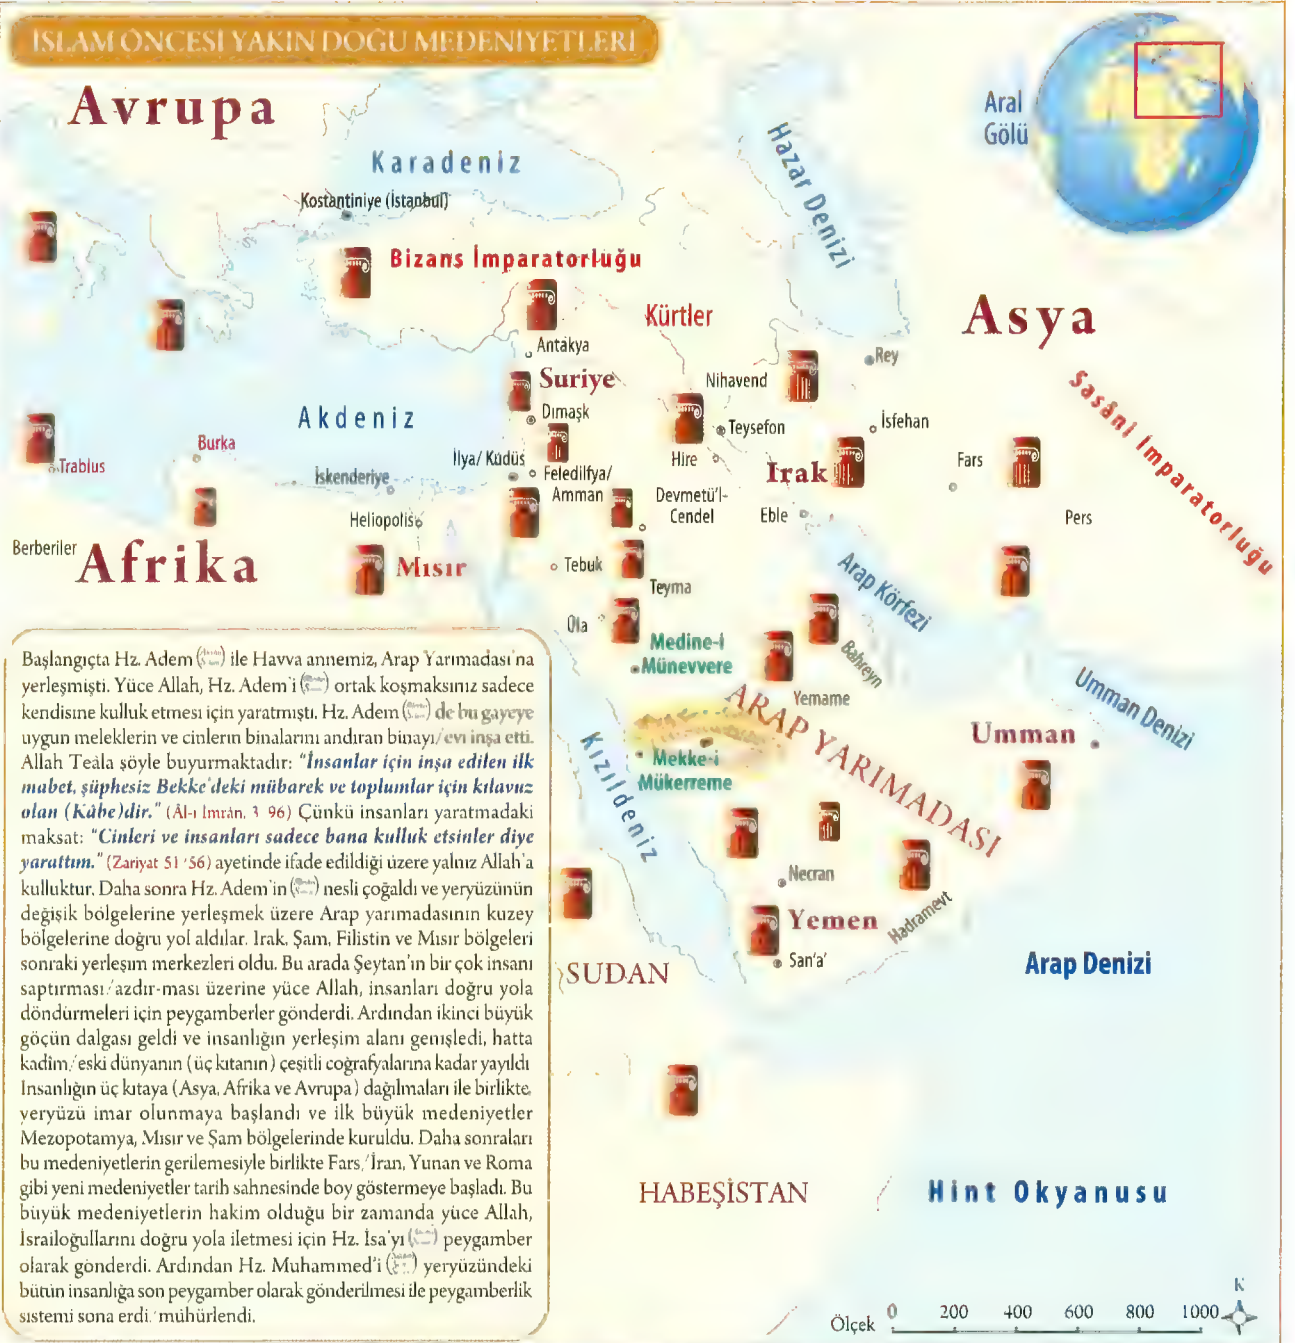 İSLAM ÖNCESİ YAKIN DOĞU MEDENİYETLERİ
Avrupa
Aral
Gölü
Karadeniz
Hazar Denizi
Kostantiniye (İstanbul)
Bizans İmparatorluğu
Kürtler
Asya
Antakya
Rey
Suriye
Nihavend
Sasâni İmparatorluğu
Akdeniz
Dımaşk
Teysefon
İsfehan
Burka
Trablus
İlya/ Kudüs
Hire
Irak
Fars
İskenderiye
Feledilfya/
Amman
Devmetü'l-
Cendel
Eble
Pers
Heliopolis
Berberiler
Afrika
Mısır
Tebuk
Teyma
Arap Körfezi
Ola
Medine-i
Münevvere
Bahreyn
Yemame
Umman Denizi
ARAP YARIMADASI
Umman
Kızıldeniz
Mekke-i
Mükerreme
Necran
Yemen
Hadramevt
San'a'
SUDAN
Arap Denizi
HABEŞİSTAN
Hint Okyanusu
Başlangıçta Hz. Adem ile Havva annemiz, Arap Yarımadası'na
yerleşmişti. Yüce Allah, Hz. Adem'i ortak koşmaksınız sadece
kendisine kulluk etmesi için yaratmıştı. Hz. Adem de bu gayeye
uygun meleklerin ve cinlerin binalarını andıran binayı/evi inşa etti.
Allah Teâla şöyle buyurmaktadır: "İnsanlar için inşa edilen ilk
mabet, şüphesiz Bekke'deki mübarek ve toplumlar için kılavuz
olan (Kâbe)dir." (Âl-ı İmrân, 3/96) Çünkü insanları yaratmadaki
maksat: "Cinleri ve insanları sadece bana kulluk etsinler diye
yarattım." (Zariyat 51/56) ayetinde ifade edildiği üzere yalnız Allah'a
kulluktur. Daha sonra Hz. Adem'in nesli çoğaldı ve yeryüzünün
değişik bölgelerine yerleşmek üzere Arap yarımadasının kuzey
bölgelerine doğru yol aldılar. Irak, Şam, Filistin ve Mısır bölgeleri
sonraki yerleşim merkezleri oldu. Bu arada Şeytan'ın bir çok insanı
saptırması/azdır-ması üzerine yüce Allah, insanları doğru yola
döndürmeleri için peygamberler gönderdi. Ardından ikinci büyük
göçün dalgası geldi ve insanlığın yerleşim alanı genişledi, hatta
kadîm/eski dünyanın (üç kıtanın) çeşitli coğrafyalarına kadar yayıldı
İnsanlığın üç kıtaya (Asya, Afrika ve Avrupa) dağılmaları ile birlikte,
yeryüzü imar olunmaya başlandı ve ilk büyük medeniyetler
Mezopotamya, Mısır ve Şam bölgelerinde kuruldu. Daha sonraları
bu medeniyetlerin gerilemesiyle birlikte Fars/İran, Yunan ve Roma
gibi yeni medeniyetler tarih sahnesinde boy göstermeye başladı. Bu
büyük medeniyetlerin hakim olduğu bir zamanda yüce Allah,
İsrailoğullarını doğru yola iletmesi için Hz. İsa'yı peygamber
olarak gönderdi. Ardından Hz. Muhammed'i yeryüzündeki
bütün insanlığa son peygamber olarak gönderilmesi ile peygamberlik
sistemi sona erdi/mühürlendi.
K
Ölçek 0 200 400 600 800 1000